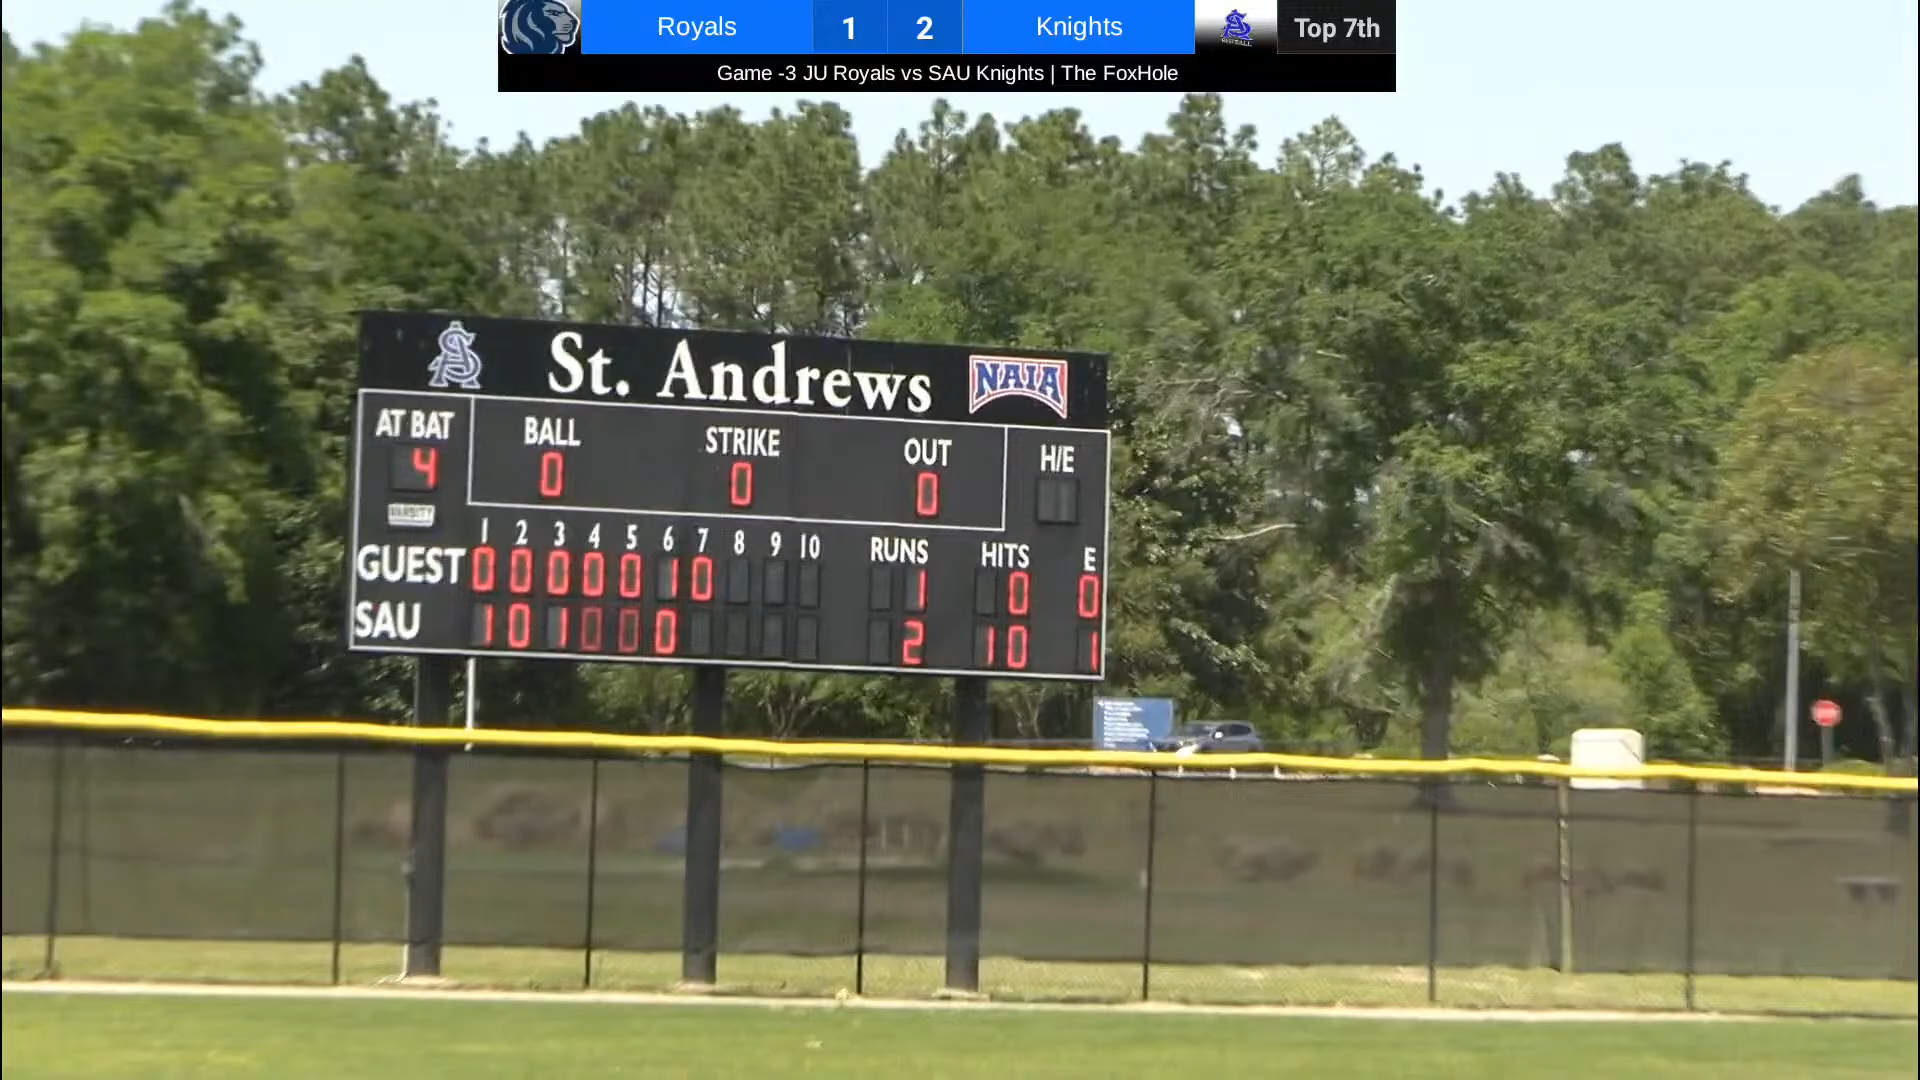 Royals 1 2 Knights Top 7th
Game -3 JU Royals vs SAU Knights | The FoxHole
St. Andrews NAIA
AT BAT BALL STRIKE OUT H/E
4 0 0 0
VARSITY
1 2 3 4 5 6 7 8 9 10 RUNS HITS E
GUEST 0 0 0 0 0 1 0 1 0 0
SAU 1 0 1 0 0 0 2 10 1